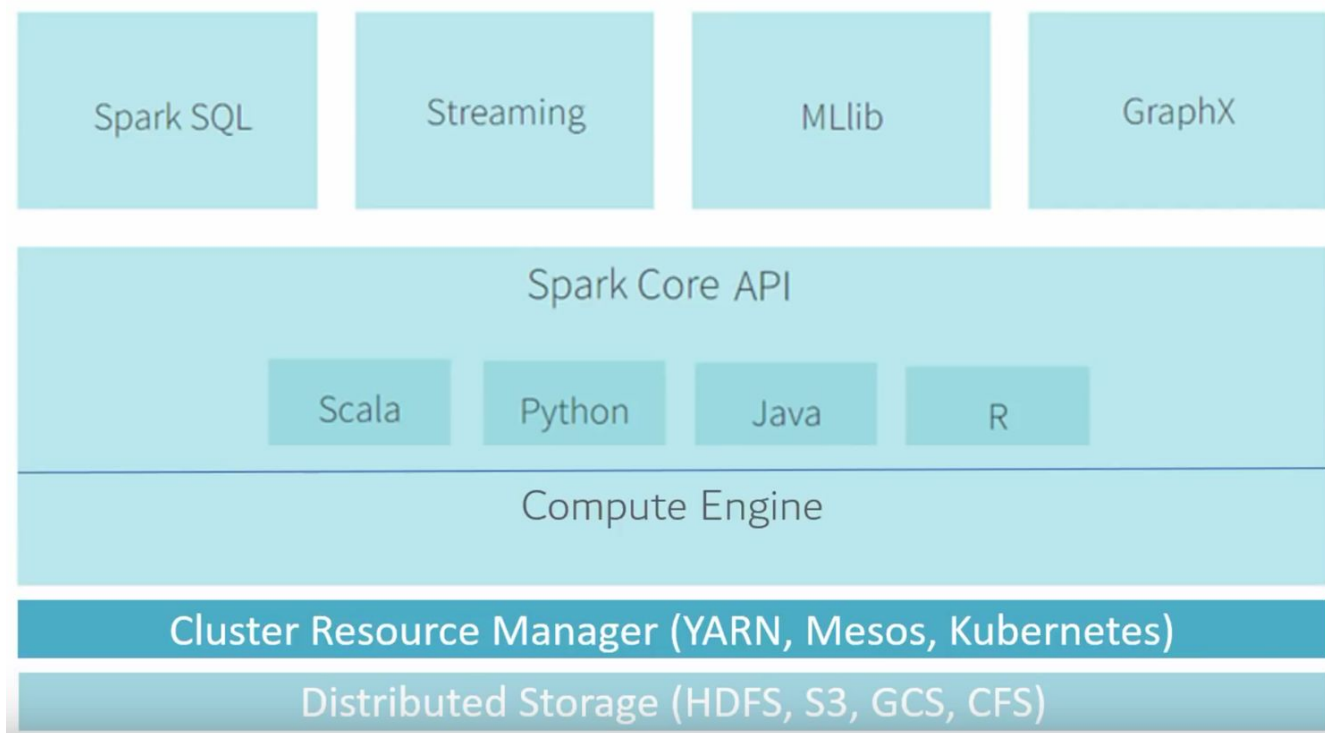 Spark SQL
Streaming
MLlib
GraphX
Spark Core API
Scala
Python
Java
R
Compute Engine
Cluster Resource Manager (YARN, Mesos, Kubernetes)
Distributed Storage (HDFS, S3, GCS, CFS)